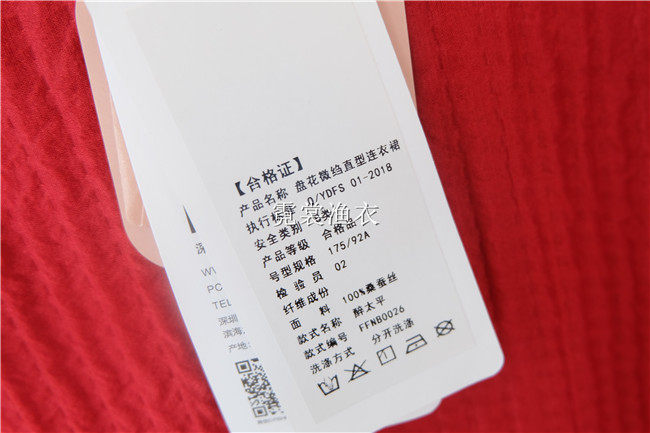 【合格证】
产品名称 盘花微绉直型连衣裙
执行标准 Q/YDFS 01-2018
安全类别
产品等级 合格品
号型规格 175/92A
检验员 02
纤维成份
面料 100%桑蚕丝
款式名称 醉太平
款式编号 FFNB0026
洗涤方式 分开洗涤
霓裳渔衣
PC
TEL
深圳
滨海
产地: